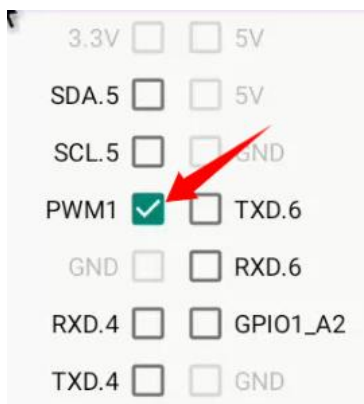 3.3V 5V
SDA.5 5V
SCL.5 GND
PWM1 TXD.6
GND RXD.6
RXD.4 GPIO1_A2
TXD.4 GND